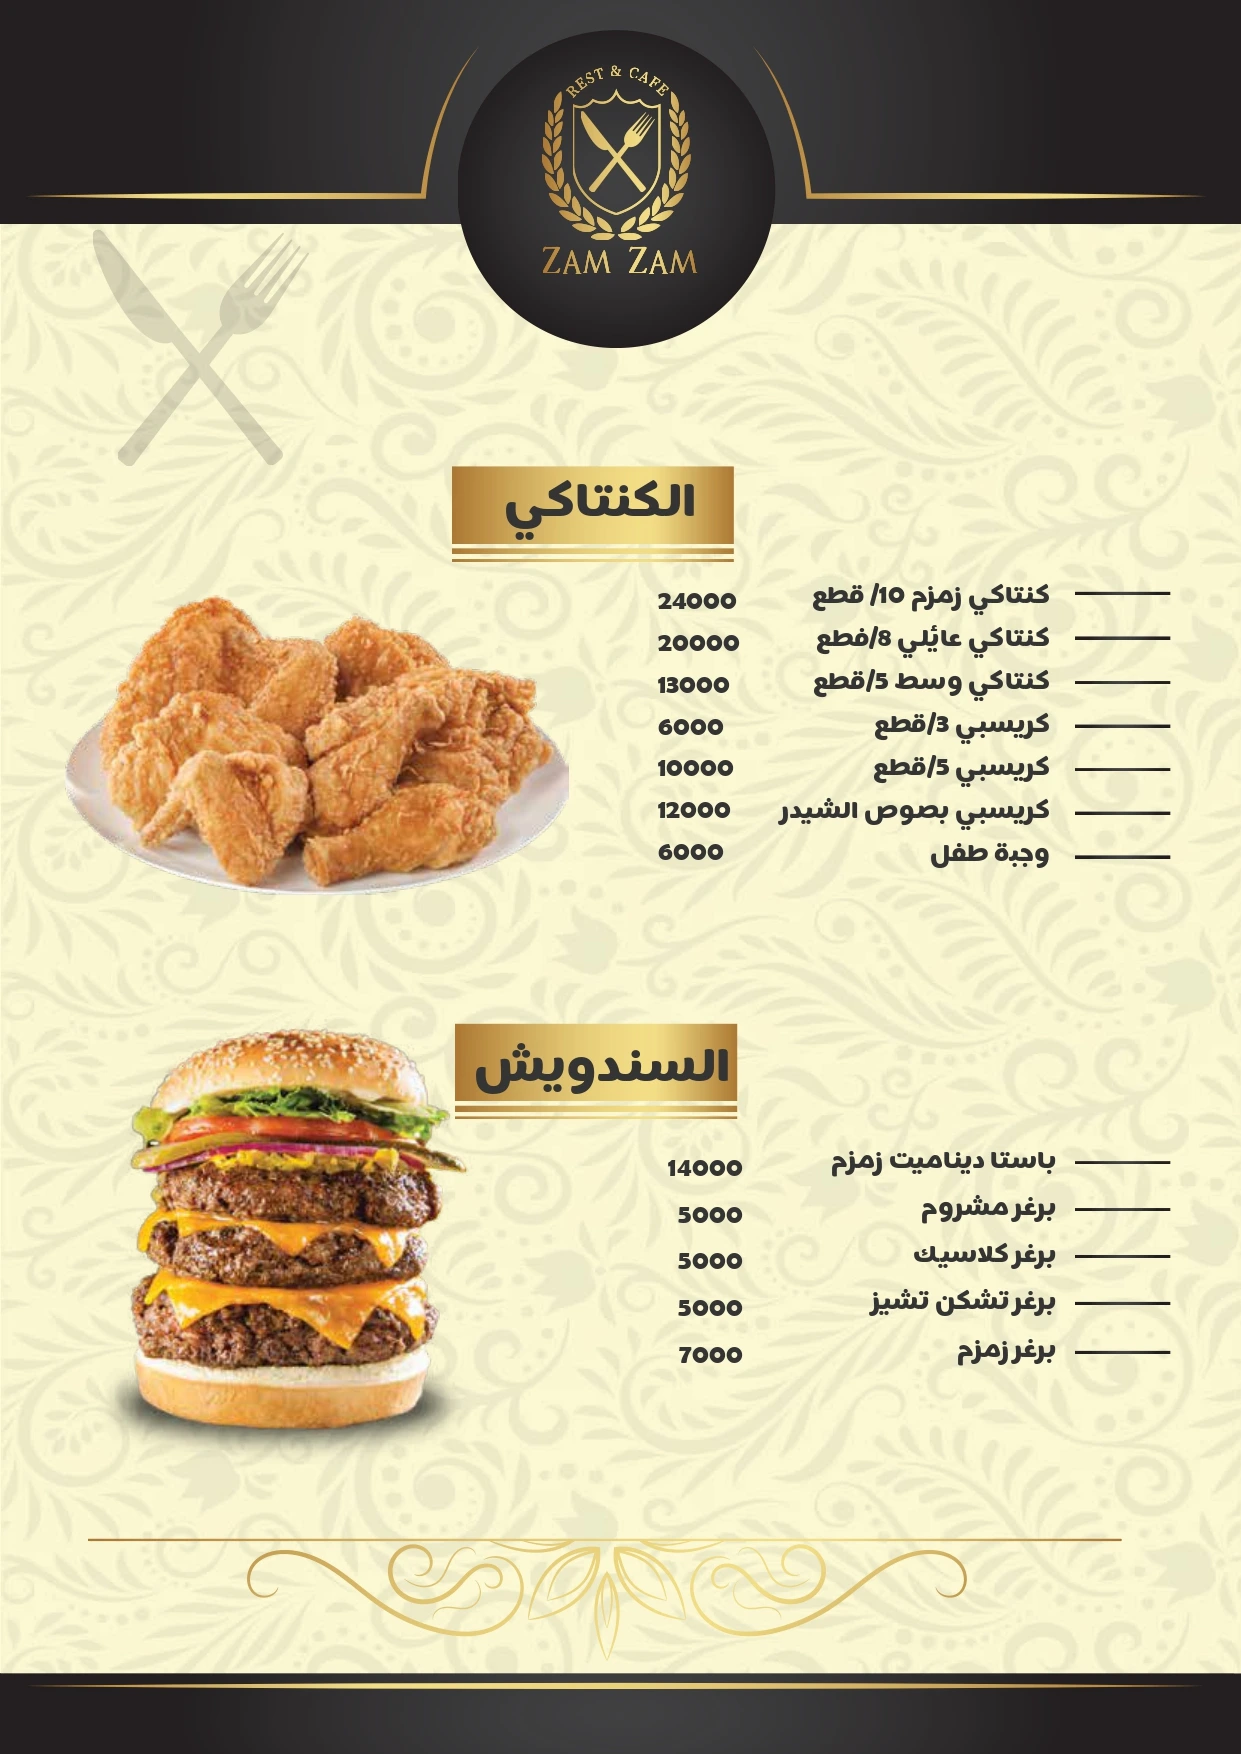 REST & CAFE
ZAM ZAM
الكنتاكي
كنتاكي زمزم 10/ قطع 24000
كنتاكي عائلي 8/فطع 20000
كنتاكي وسط 5/قطع 13000
كريسبي 3/قطع 6000
كريسبي 5/قطع 10000
كريسبي بصوص الشيدر 12000
وجبة طفل 6000
السندويش
باستا ديناميت زمزم 14000
برغر مشروم 5000
برغر كلاسيك 5000
برغر تشكن تشيز 5000
برغر زمزم 7000